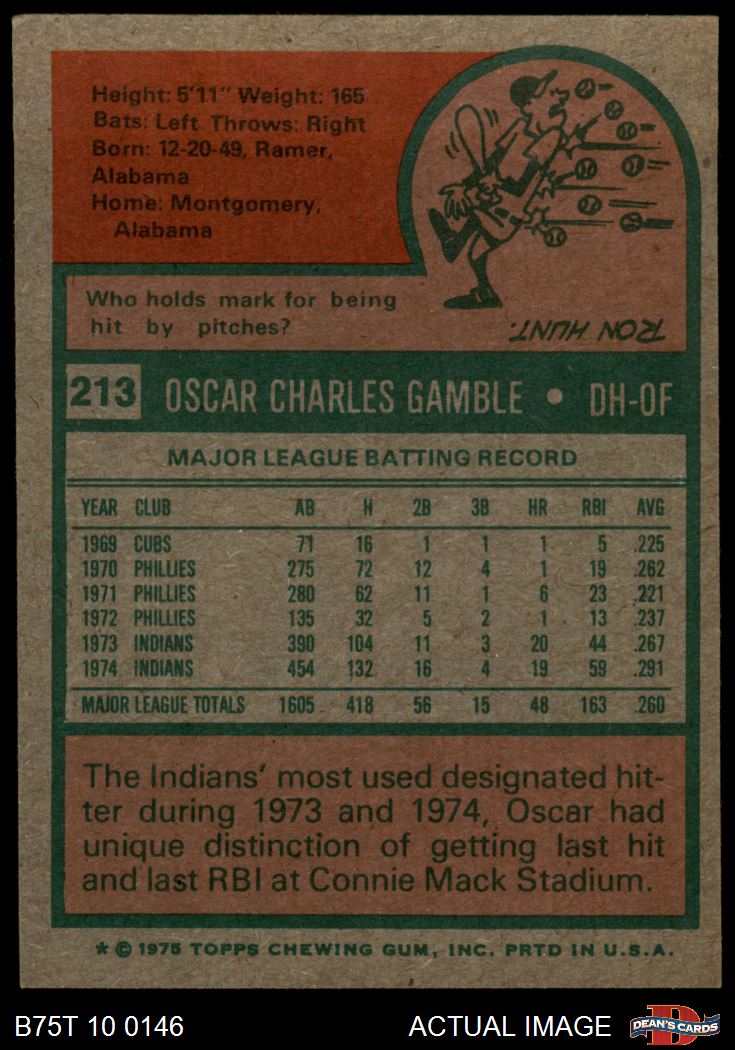 Height: 5'11" Weight: 165
Bats: Left Throws: Right
Born: 12-20-49, Ramer,
Alabama
Home: Montgomery,
Alabama
Who holds mark for being
hit by pitches?
RON HUNT.
213 OSCAR CHARLES GAMBLE • DH-OF
MAJOR LEAGUE BATTING RECORD
YEAR CLUB AB H 2B 3B HR RBI AVG
1969 CUBS 71 16 1 1 1 5 .225
1970 PHILLIES 275 72 12 4 1 19 .262
1971 PHILLIES 280 62 11 1 6 23 .221
1972 PHILLIES 135 32 5 2 1 13 .237
1973 INDIANS 390 104 11 3 20 44 .267
1974 INDIANS 454 132 16 4 19 59 .291
MAJOR LEAGUE TOTALS 1605 418 56 15 48 163 .260
The Indians' most used designated hit-
ter during 1973 and 1974, Oscar had
unique distinction of getting last hit
and last RBI at Connie Mack Stadium.
* © 1975 TOPPS CHEWING GUM, INC. PRTD IN U.S.A.
B75T 10 0146 ACTUAL IMAGE D DEAN'S CARDS